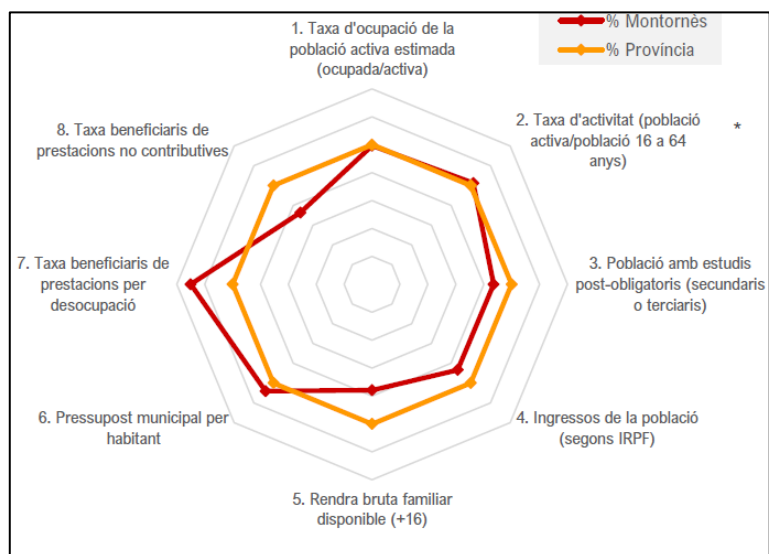 % Montornès
% Província
1. Taxa d'ocupació de la
població activa estimada
(ocupada/activa)
2. Taxa d'activitat (població
activa/població 16 a 64
anys)
*
3. Població amb estudis
post-obligatoris (secundaris
o terciaris)
4. Ingressos de la població
(segons IRPF)
5. Rendra bruta familiar
disponible (+16)
6. Pressupost municipal per
habitant
7. Taxa beneficiaris de
prestacions per
desocupació
8. Taxa beneficiaris de
prestacions no contributives